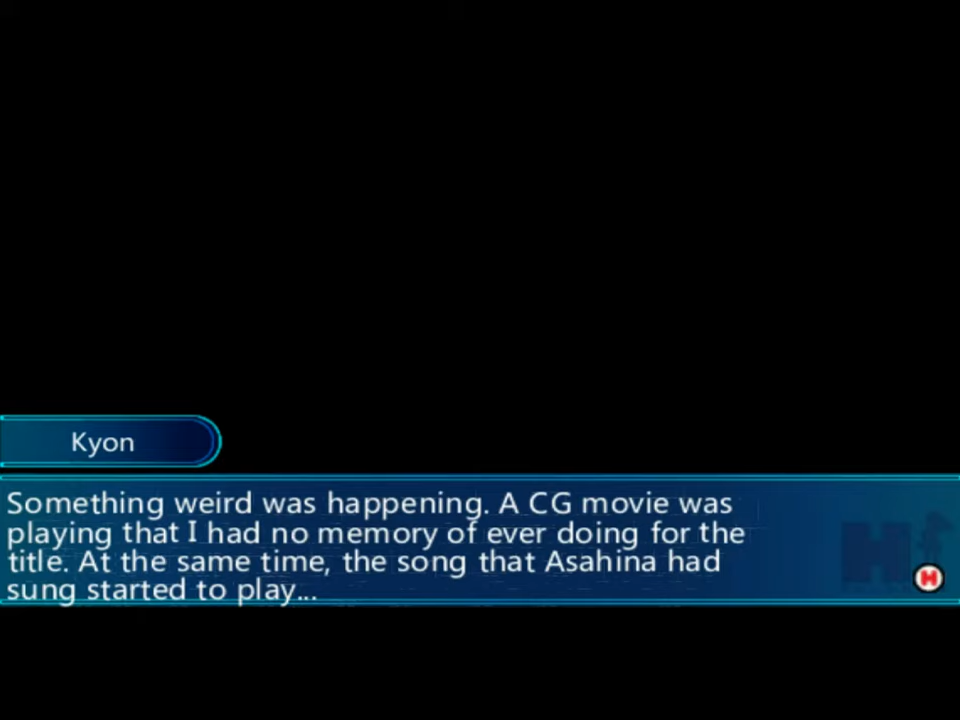 Kyon
Something weird was happening. A CG movie was
playing that I had no memory of ever doing for the
title. At the same time, the song that Asahina had
sung started to play...
H
H